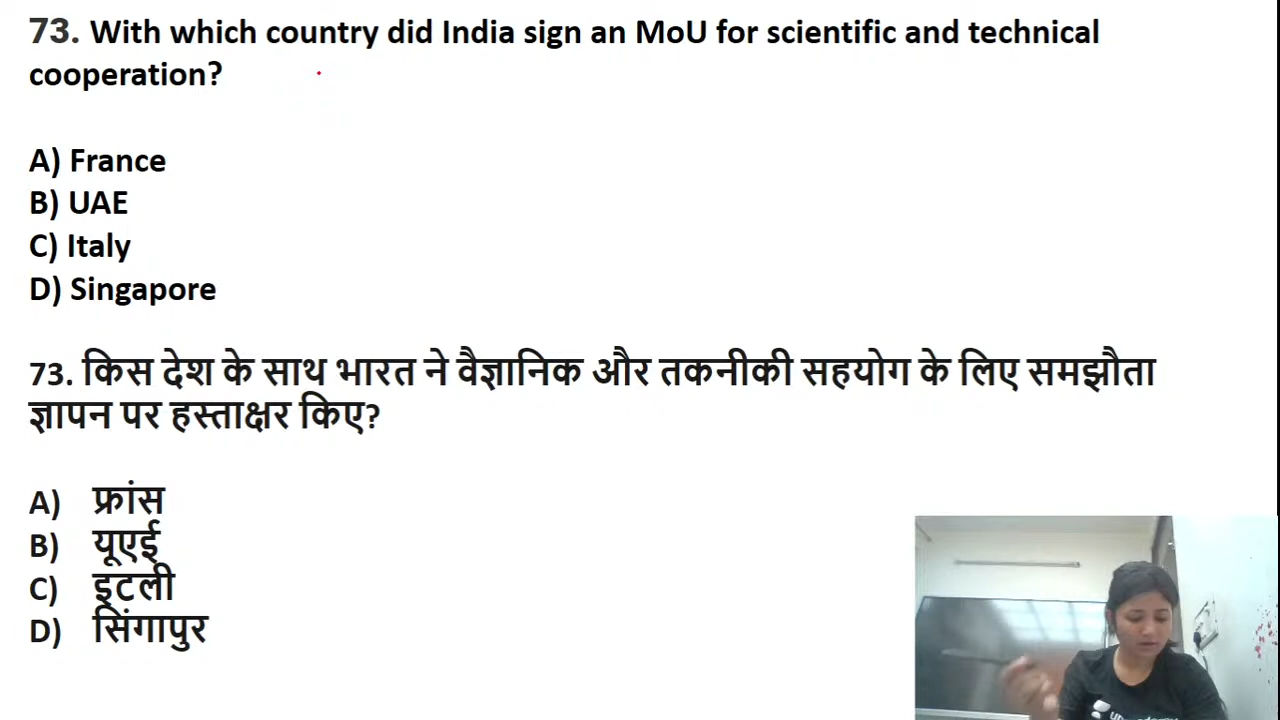 73. With which country did India sign an MoU for scientific and technical
cooperation?
A) France
B) UAE
C) Italy
D) Singapore
73. किस देश के साथ भारत ने वैज्ञानिक और तकनीकी सहयोग के लिए समझौता
ज्ञापन पर हस्ताक्षर किए?
A) फ्रांस
B) यूएई
C) इटली
D) सिंगापुर